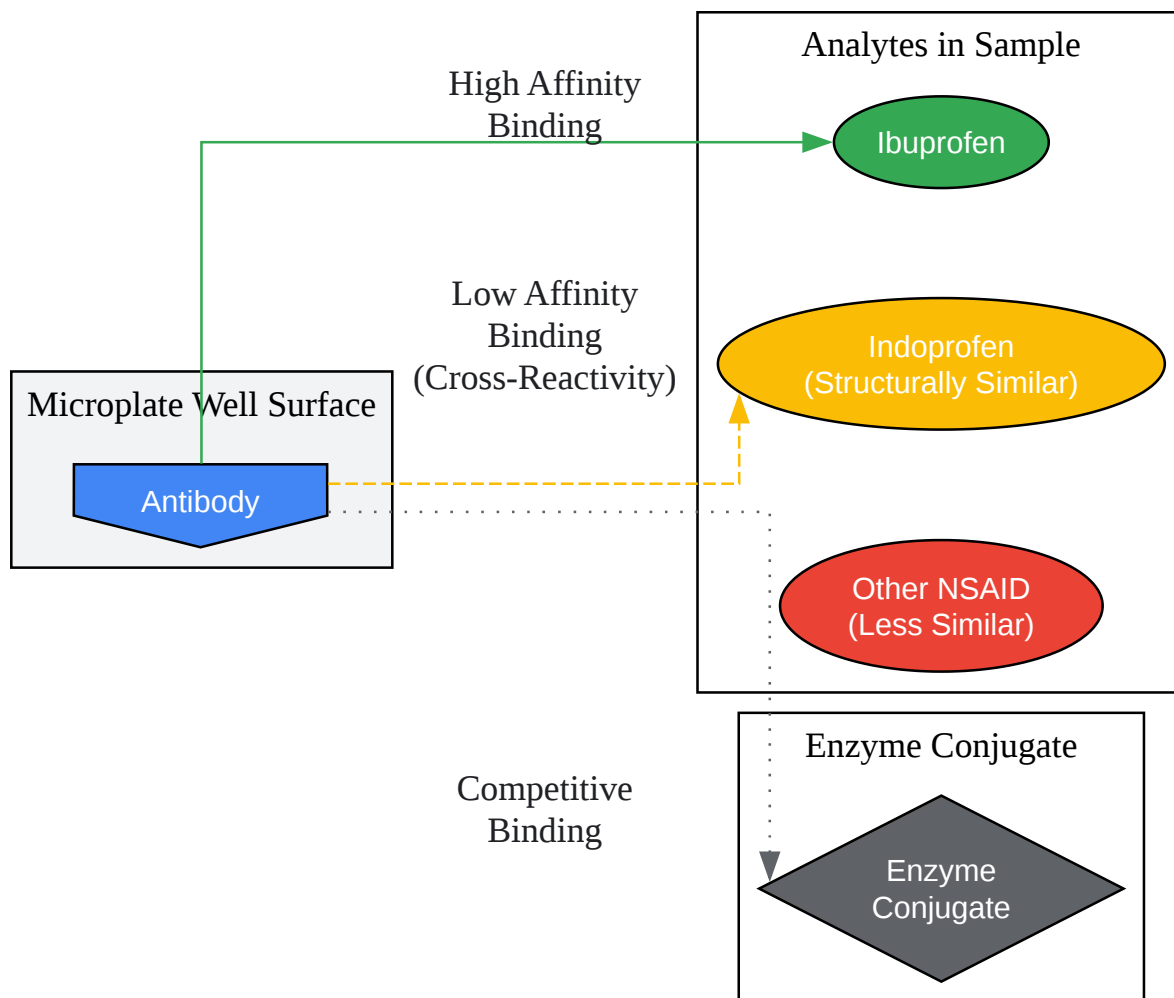 Analytes in Sample
High Affinity
Binding
Ibuprofen
Low Affinity
Binding
(Cross-Reactivity)
Indoprofen
(Structurally Similar)
Microplate Well Surface
Antibody
Other NSAID
(Less Similar)
Enzyme Conjugate
Competitive
Binding
Enzyme
Conjugate